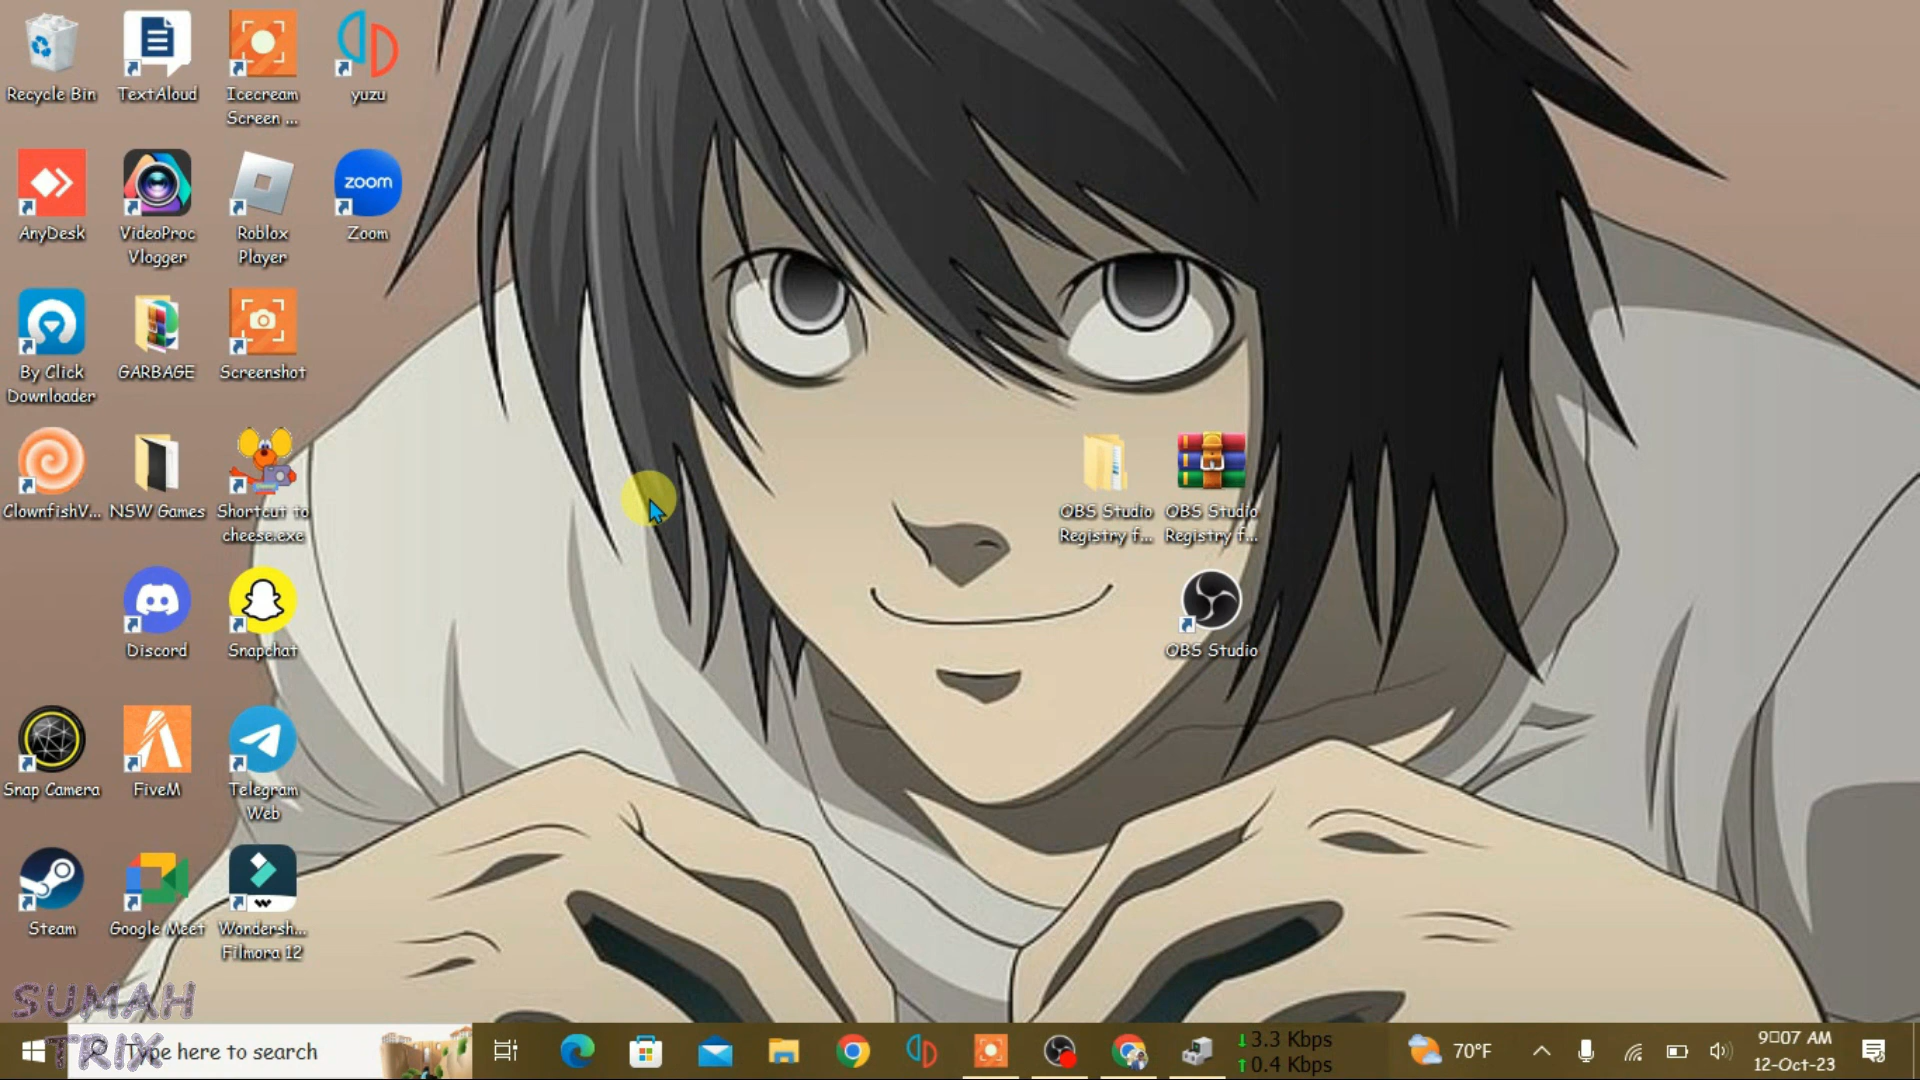 Recycle Bin
TextAloud
Icecream
Screen ...
yuzu
AnyDesk
VideoProc
Vlogger
Roblox
Player
zoom
Zoom
By Click
Downloader
GARBAGE
Screenshot
ClownfishV...
NSW Games
Shortcut to
cheese.exe
OBS Studio
Registry f...
OBS Studio
Registry f...
Discord
Snapchat
OBS Studio
Snap Camera
FiveM
Telegram
Web
Steam
Google Meet
Wondersh...
Filmora 12
SUMAH
TRIX
Type here to search
3.3 Kbps
0.4 Kbps
70°F
9□07 AM
12-Oct-23